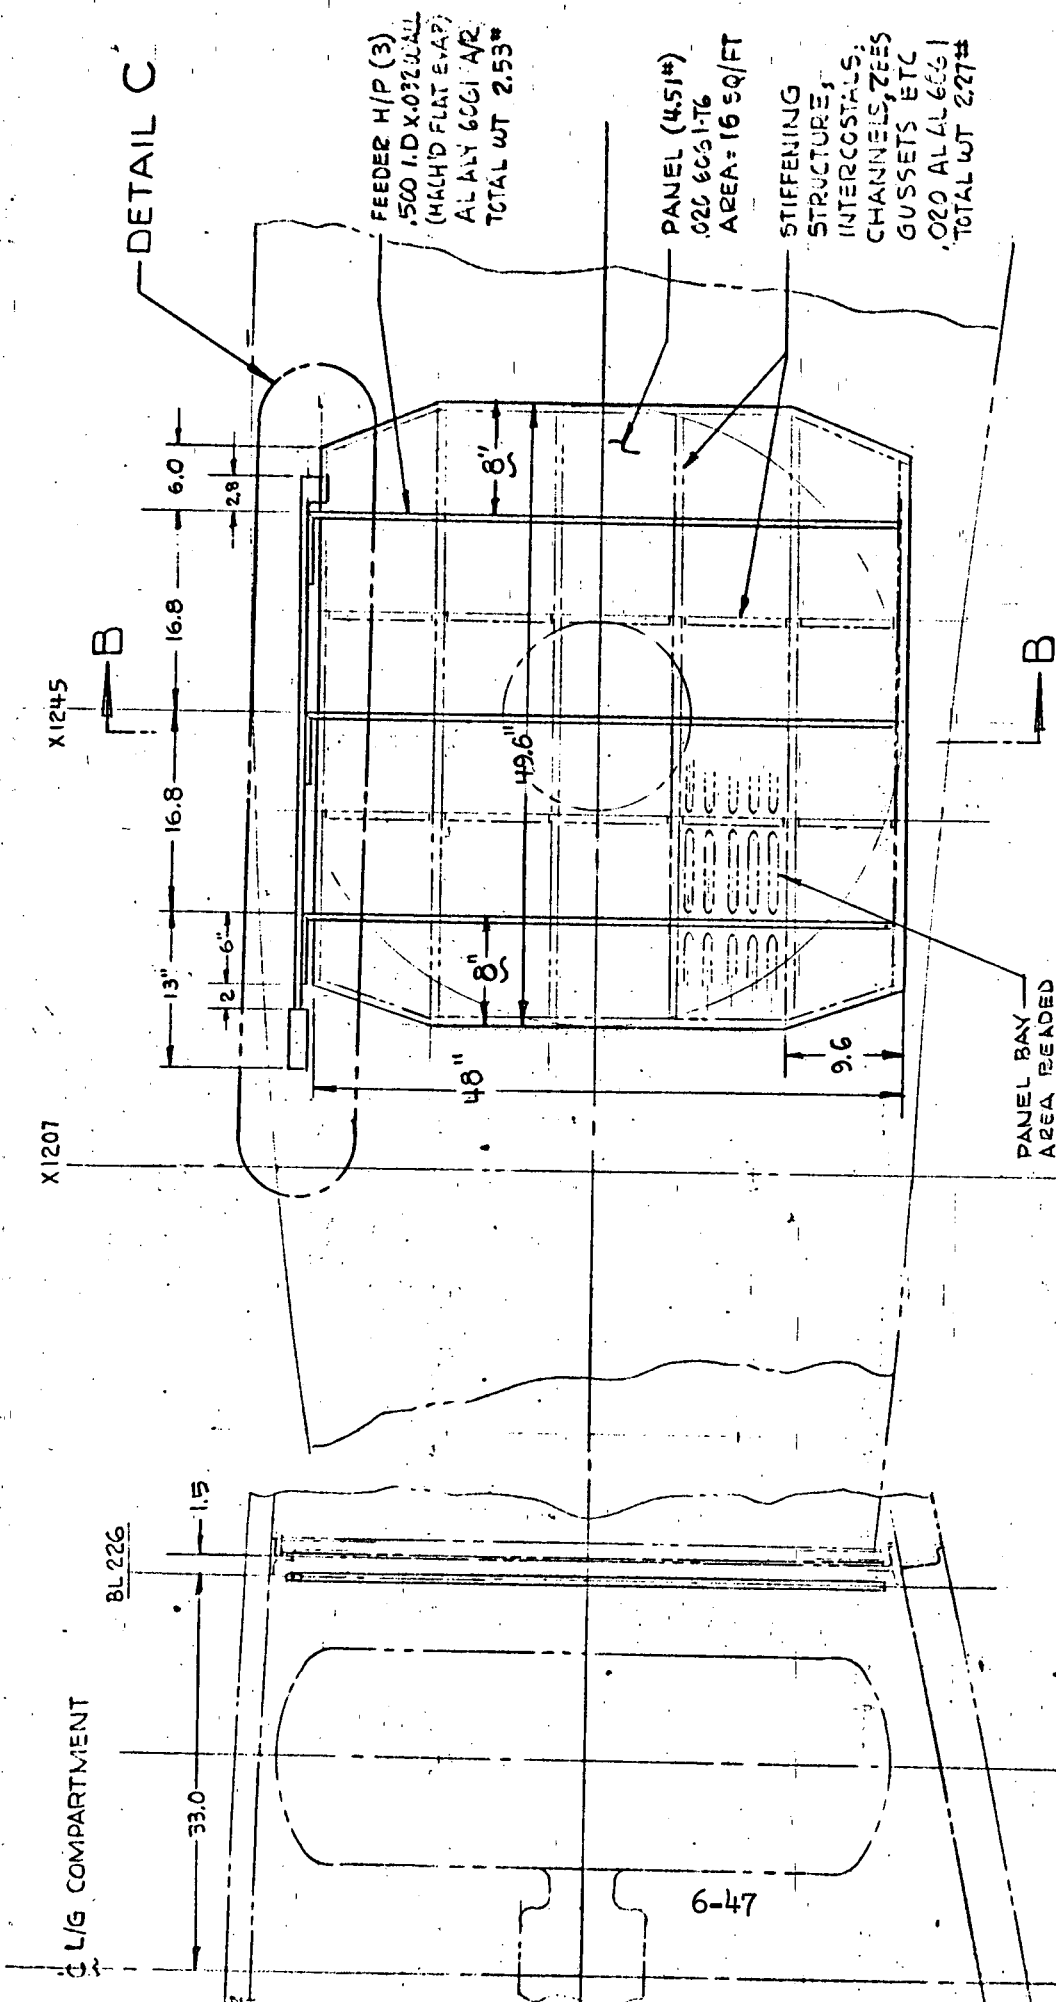 DETAIL C
FEEDER H/P (3)
.500 I.D X.032 WALL
(MACH'D FLAT EVAP)
AL ALY 6061 A/R
TOTAL WT 2.53#
PANEL (4.51#)
.020 6061-T6
AREA = 16 SQ/FT
STIFFENING
STRUCTURE,
INTERCOSTALS,
CHANNELS, ZEES
GUSSETS ETC
.020 AL AL 6061
TOTAL WT 2.27#
6.0
2.8
16.8
16.8
13"
6"
2
X1245
B
B
X1207
8"
8"
49.6"
48"
9.6
PANEL BAY
AREA BEADED
BL 226
1.5
33.0
℄ L/G COMPARTMENT
6-47